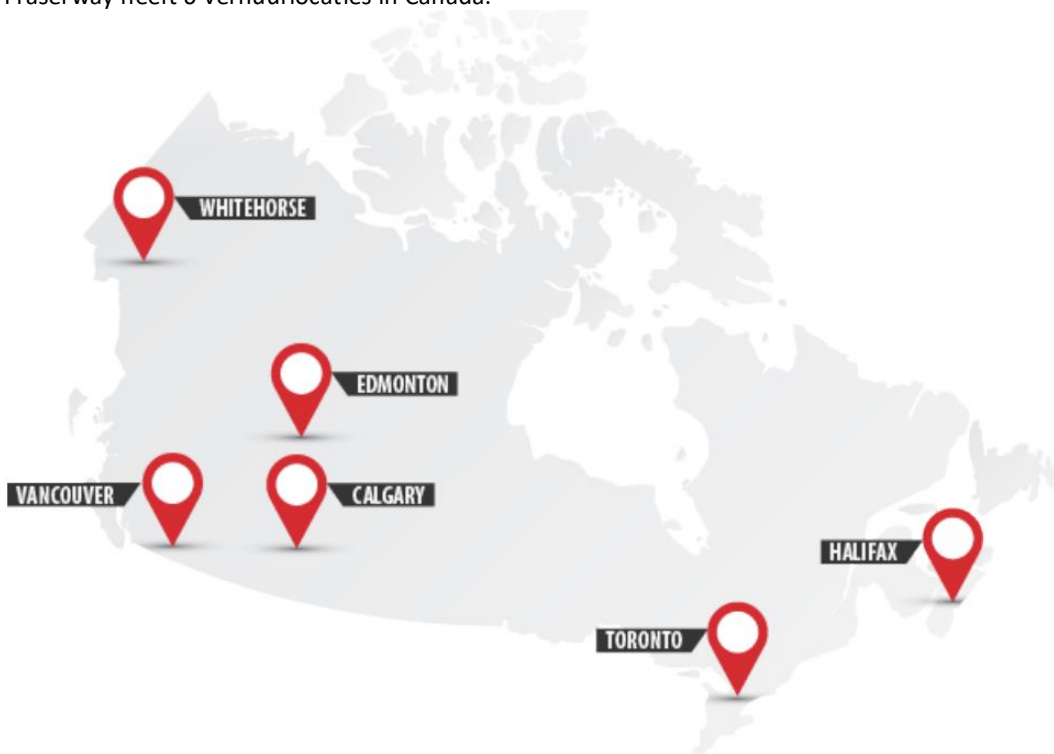 Fraserway heeft 6 verhuurlocaties in Canada.
WHITEHORSE
EDMONTON
VANCOUVER
CALGARY
HALIFAX
TORONTO